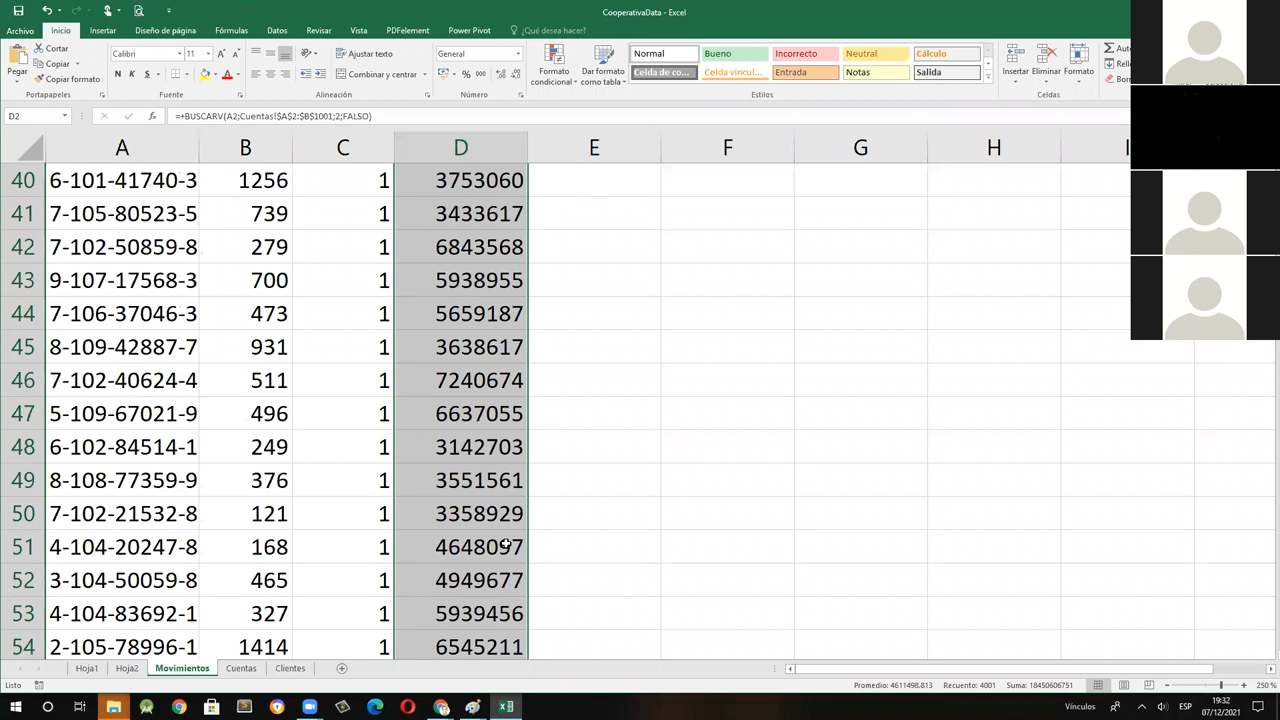 CooperativaData - Excel
Archivo Inicio Insertar Diseño de página Fórmulas Datos Revisar Vista PDFelement Power Pivot ¿Qué desea hacer?
Pegar
Cortar
Copiar
Copiar formato
Portapapeles
Calibri 11
N K S
Fuente
Ajustar texto
Combinar y centrar
Alineación
General
% 000
Número
Formato condicional
Dar formato como tabla
Normal Bueno Incorrecto Neutral Cálculo
Celda de co... Celda vincul... Entrada Notas Salida
Estilos
Insertar Eliminar Formato
Celdas
D2 fx =+BUSCARV(A2;Cuentas!$A$2:$B$1001;2;FALSO)
A B C D E F G H I
40 6-101-41740-3 1256 1 3753060
41 7-105-80523-5 739 1 3433617
42 7-102-50859-8 279 1 6843568
43 9-107-17568-3 700 1 5938955
44 7-106-37046-3 473 1 5659187
45 8-109-42887-7 931 1 3638617
46 7-102-40624-4 511 1 7240674
47 5-109-67021-9 496 1 6637055
48 6-102-84514-1 249 1 3142703
49 8-108-77359-9 376 1 3551561
50 7-102-21532-8 121 1 3358929
51 4-104-20247-8 168 1 4648097
52 3-104-50059-8 465 1 4949677
53 4-104-83692-1 327 1 5939456
54 2-105-78996-1 1414 1 6545211
Hoja1 Hoja2 Movimientos Cuentas Clientes
Listo Promedio: 4611498.813 Recuento: 4001 Suma: 18450606751 250 %
Vínculos ESP 19:32
07/12/2021